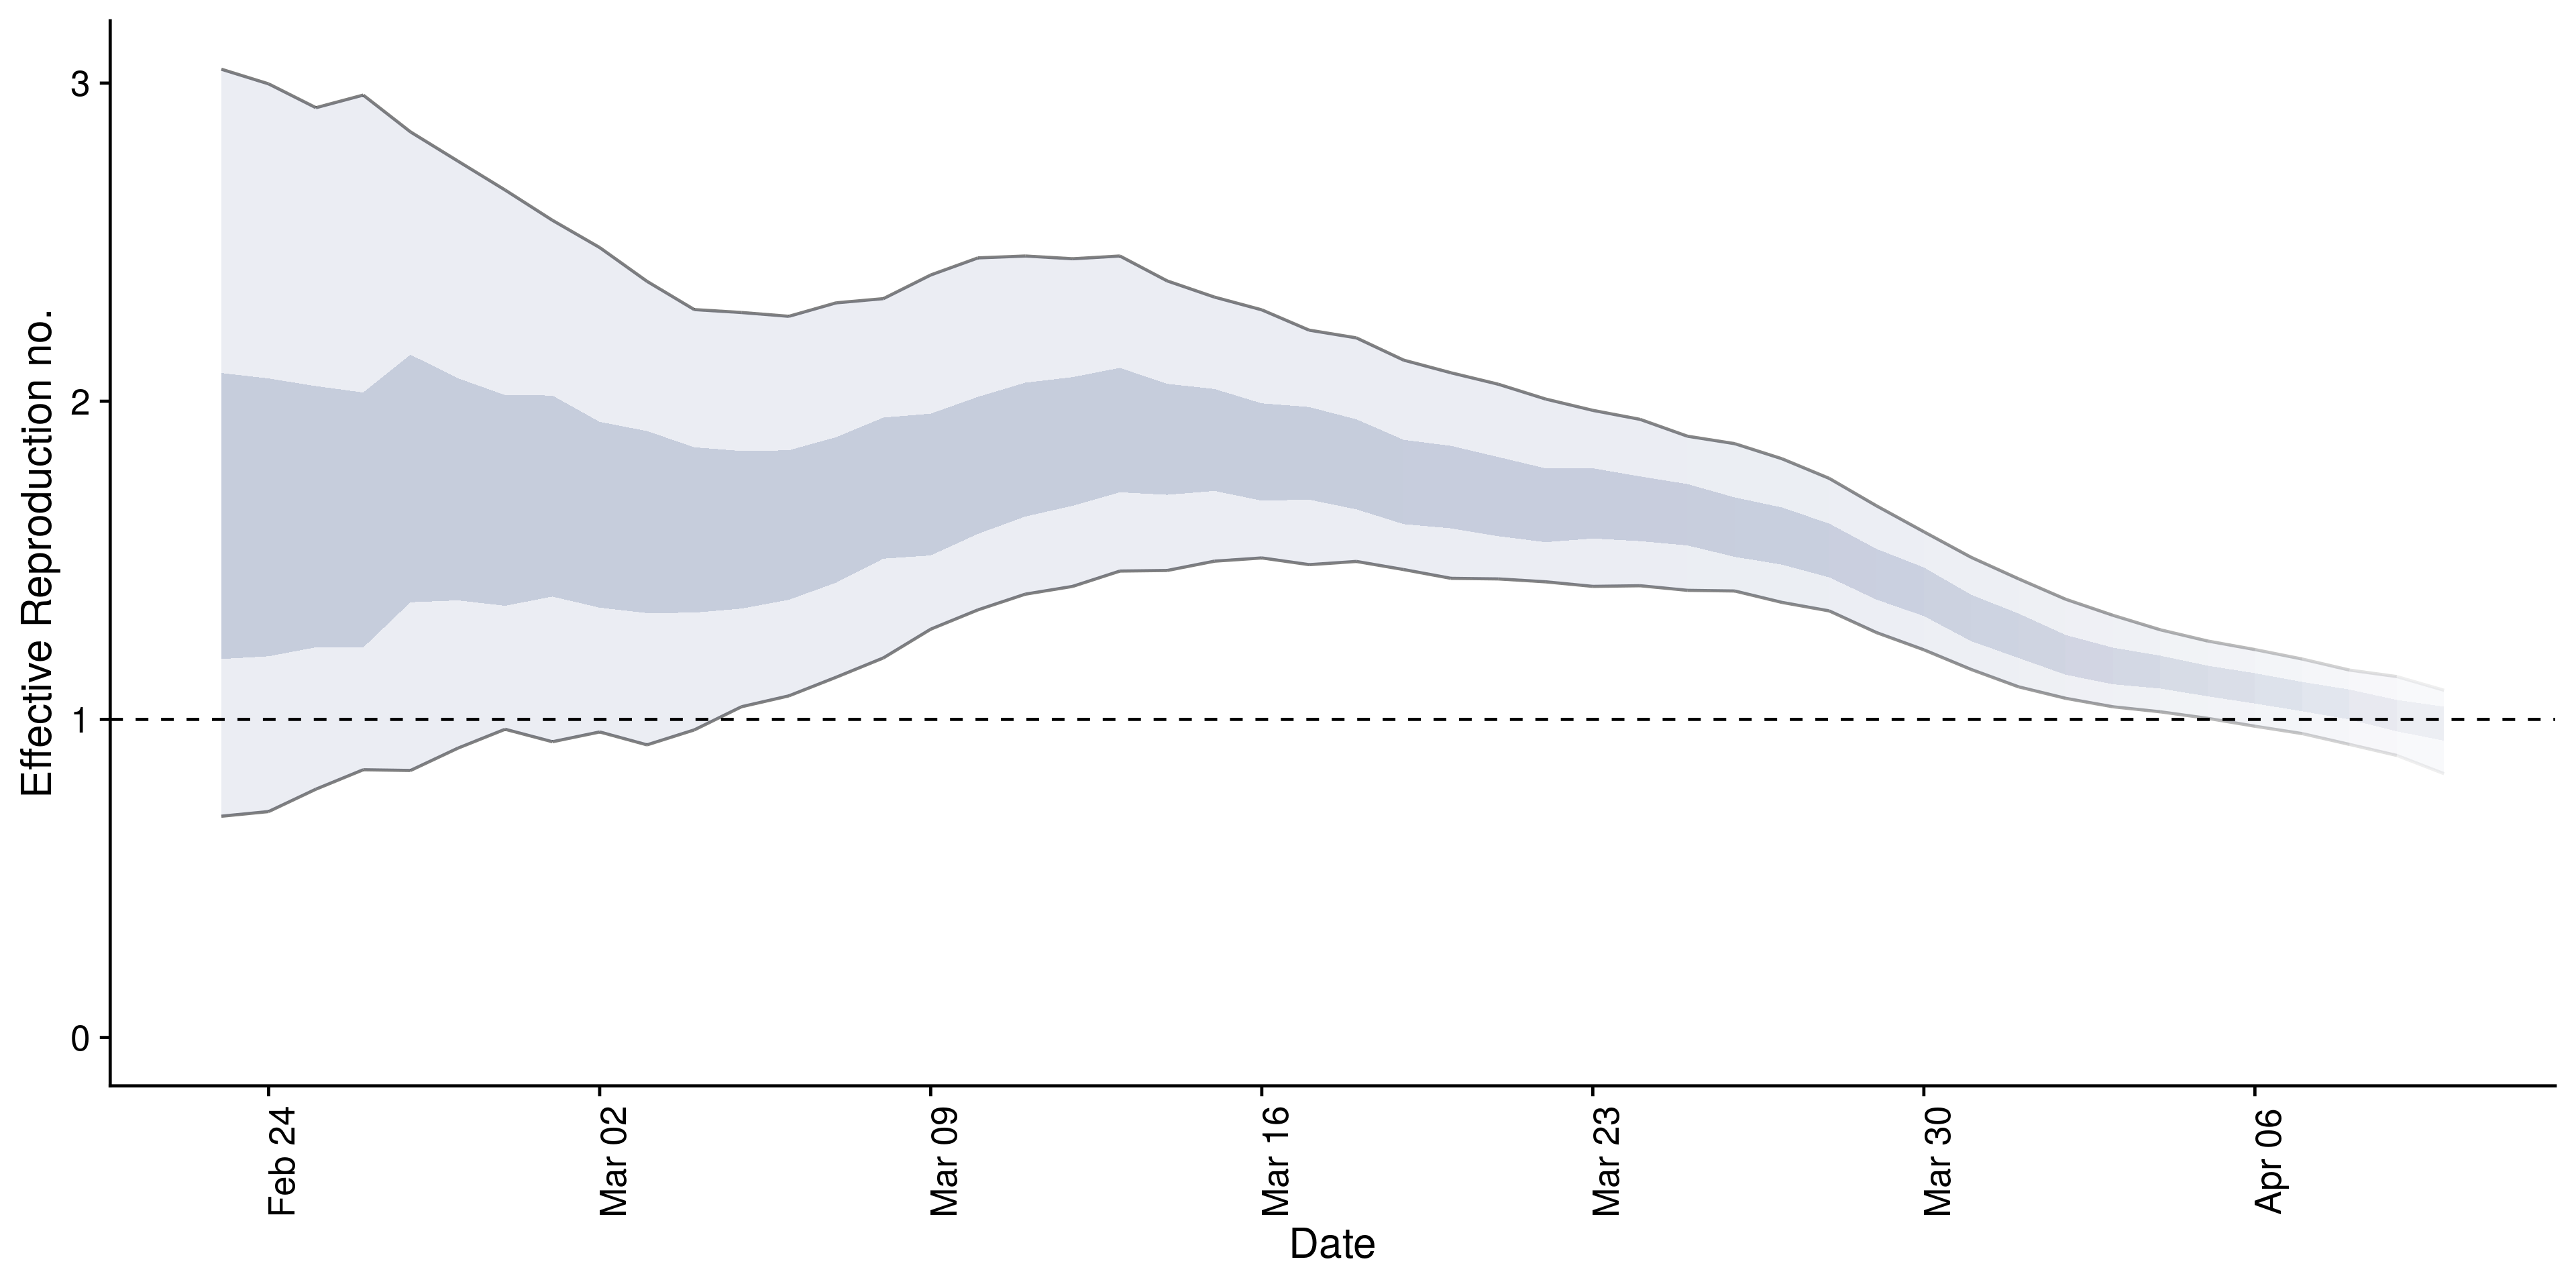 Effective Reproduction no.
3
2
1
0
Feb 24
Mar 02
Mar 09
Mar 16
Mar 23
Mar 30
Apr 06
Date